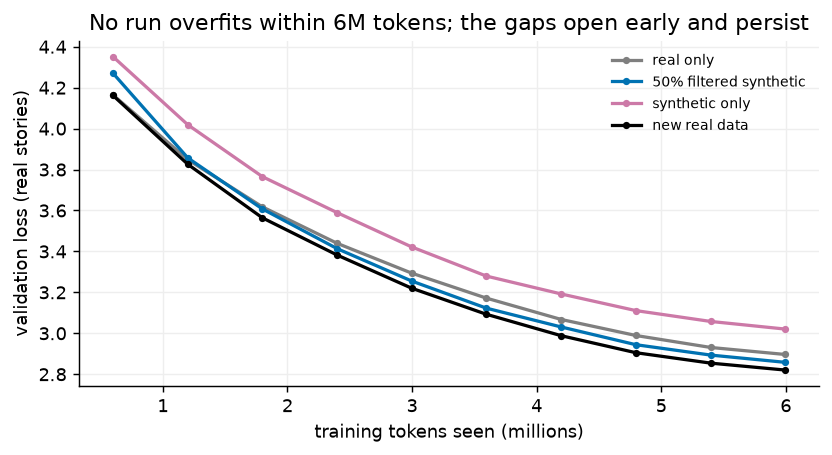 No run overfits within 6M tokens; the gaps open early and persist
4.4
4.2
4.0
3.8
3.6
3.4
3.2
3.0
2.8
validation loss (real stories)
real only
50% filtered synthetic
synthetic only
new real data
1 2 3 4 5 6
training tokens seen (millions)